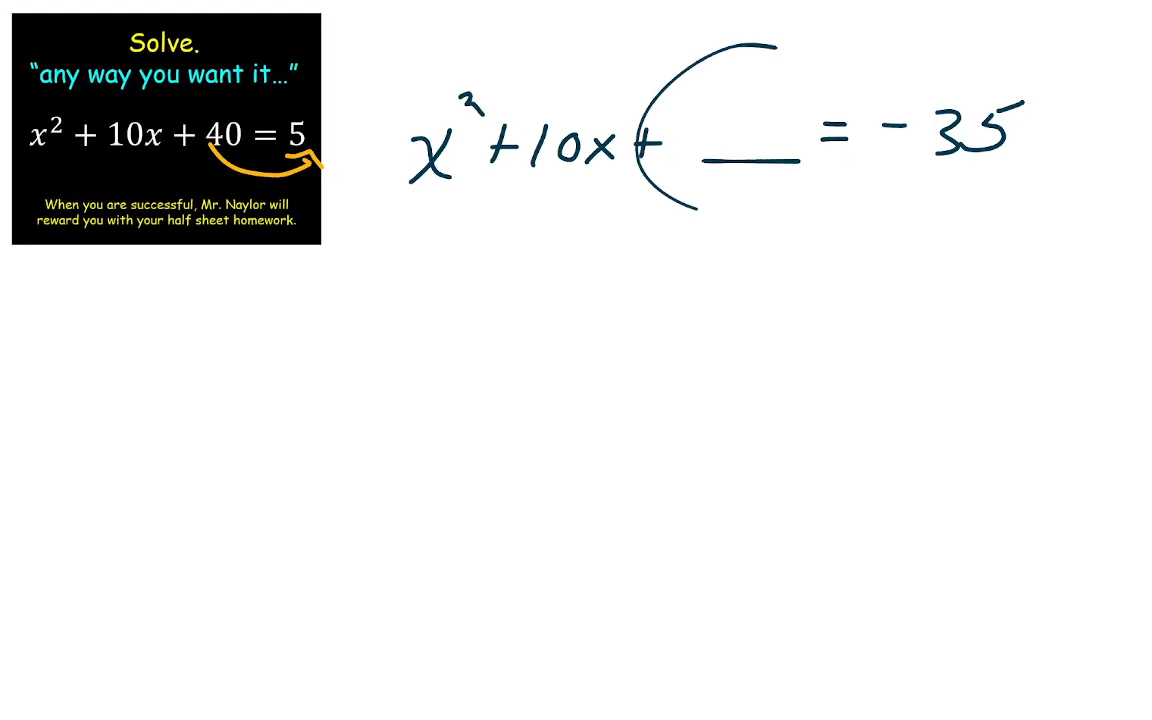 Solve.
“any way you want it...”
x² + 10x + 40 = 5
When you are successful, Mr. Naylor will
reward you with your half sheet homework.
x² + 10x + ___ = - 35